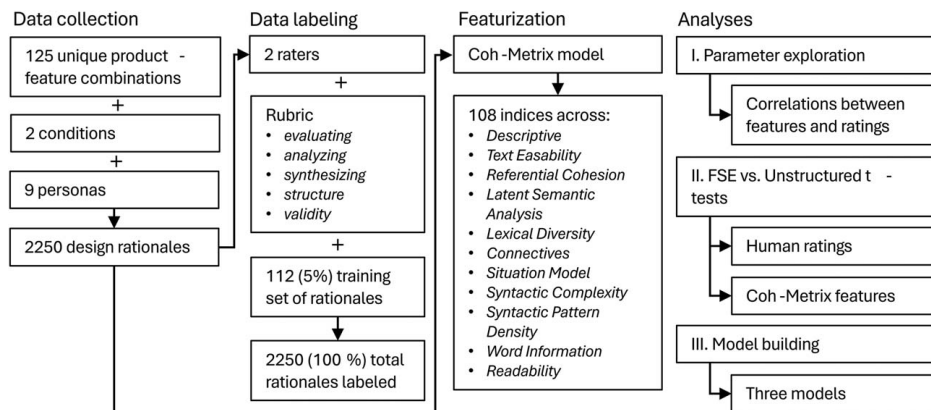 Data collection
125 unique product - feature combinations
+
2 conditions
+
9 personas
2250 design rationales
Data labeling
2 raters
+
Rubric
• evaluating
• analyzing
• synthesizing
• structure
• validity
+
112 (5%) training
set of rationales
2250 (100 %) total
rationales labeled
Featurization
Coh -Metrix model
108 indices across:
• Descriptive
• Text Easability
• Referential Cohesion
• Latent Semantic
Analysis
• Lexical Diversity
• Connectives
• Situation Model
• Syntactic Complexity
• Syntactic Pattern
Density
• Word Information
• Readability
Analyses
I. Parameter exploration
Correlations between
features and ratings
II. FSE vs. Unstructured t -
tests
Human ratings
Coh -Metrix features
III. Model building
Three models